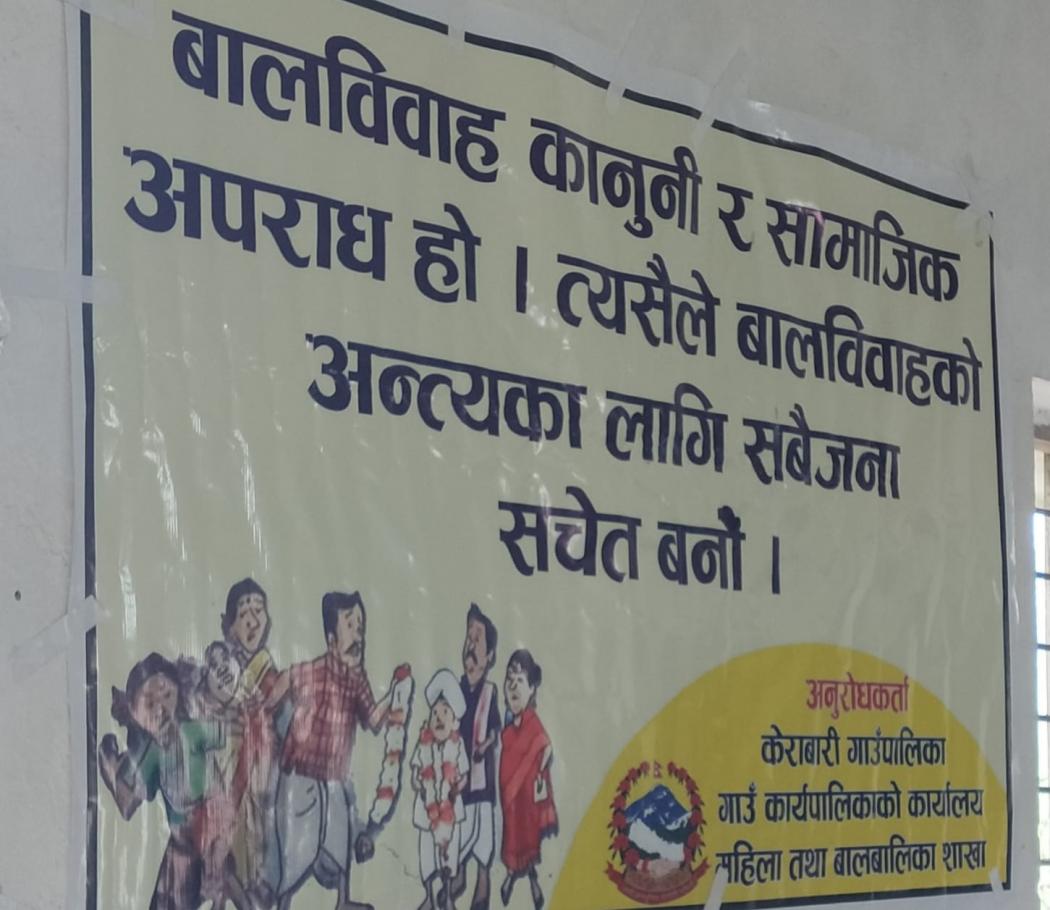 बालविवाह कानुनी र सामाजिक
अपराध हो । त्यसैले बालविवाहको
अन्त्यका लागि सबैजना
सचेत बनौं ।
अनुरोधकर्ता
केराबारी गाउँपालिका
गाउँ कार्यपालिकाको कार्यालय
महिला तथा बालबालिका शाखा